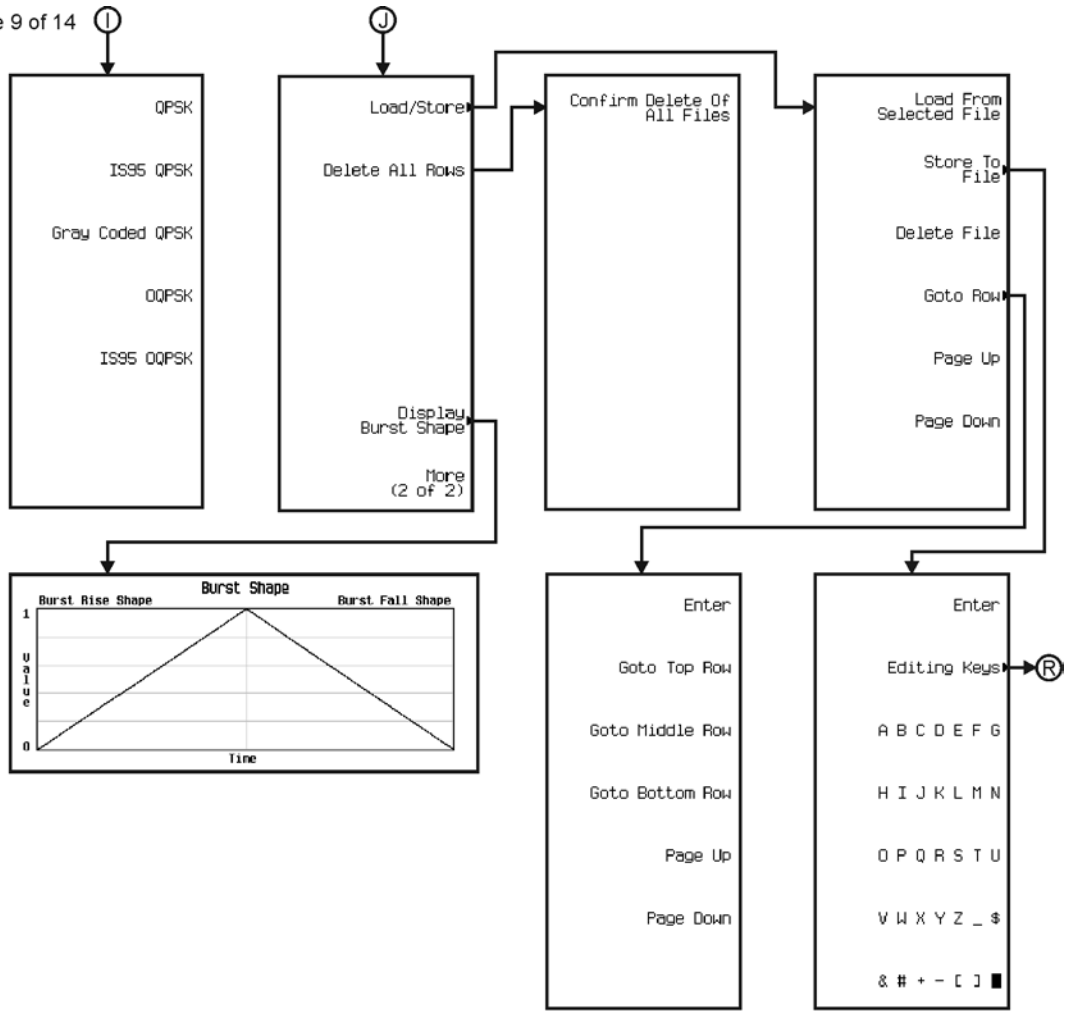 9 of 14
I
J
QPSK
IS95 QPSK
Gray Coded QPSK
OQPSK
IS95 OQPSK
Load/Store
Delete All Rows
Display
Burst Shape
More
(2 of 2)
Confirm Delete Of
All Files
Load From
Selected File
Store To
File
Delete File
Goto Row
Page Up
Page Down
Burst Shape
Burst Rise Shape
Burst Fall Shape
1
Value
0
Time
Enter
Goto Top Row
Goto Middle Row
Goto Bottom Row
Page Up
Page Down
Enter
Editing Keys
R
A B C D E F G
H I J K L M N
O P Q R S T U
V W X Y Z _ $
& # + - [ ] █